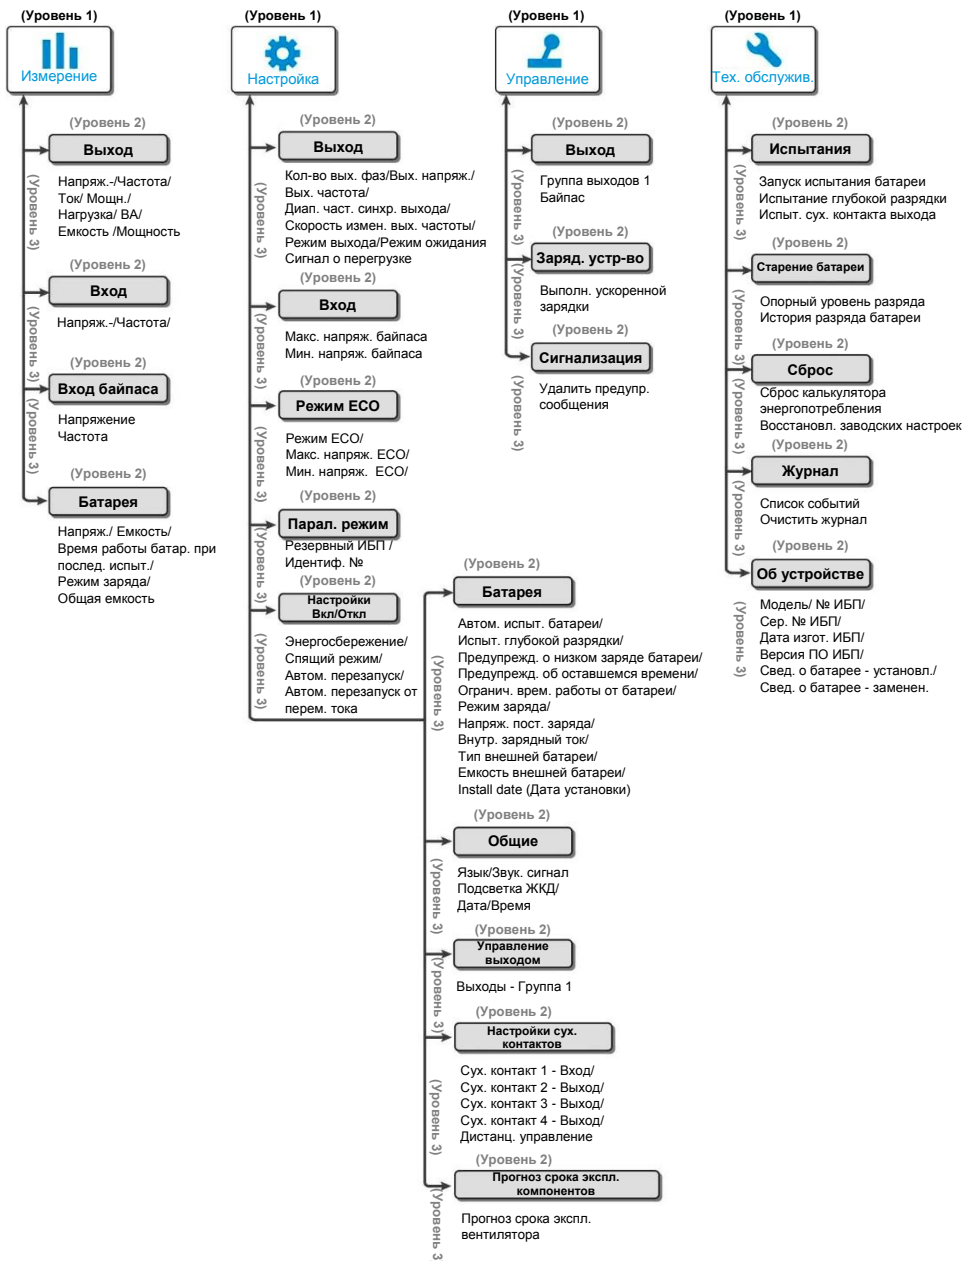 (Уровень 1)
Измерение
(Уровень 2)
Выход
(Уровень 3)
Напряж.-/Частота/
Ток/ Мощн./
Нагрузка/ ВА/
Емкость /Мощность
(Уровень 2)
Вход
(Уровень 3)
Напряж.-/Частота/
(Уровень 2)
Вход байпаса
(Уровень 3)
Напряжение
Частота
(Уровень 2)
Батарея
Напряж./ Емкость/
Время работы батар. при
послед. испыт./
Режим заряда/
Общая емкость
(Уровень 1)
Настройка
(Уровень 2)
Выход
(Уровень 3)
Кол-во вых. фаз/Вых. напряж./
Вых. частота/
Диап. част. синхр. выхода/
Скорость измен. вых. частоты/
Режим выхода/Режим ожидания
Сигнал о перегрузке
(Уровень 2)
Вход
(Уровень 3)
Макс. напряж. байпаса
Мин. напряж. байпаса
(Уровень 2)
Режим ECO
(Уровень 3)
Режим ECO/
Макс. напряж. ECO/
Мин. напряж. ECO/
(Уровень 2)
Парал. режим
(Уровень 3)
Резервный ИБП /
Идентиф. №
(Уровень 2)
Настройки
Вкл/Откл
(Уровень 3)
Энергосбережение/
Спящий режим/
Автом. перезапуск/
Автом. перезапуск от
перем. тока
(Уровень 2)
Батарея
(Уровень 3)
Автом. испыт. батареи/
Испыт. глубокой разрядки/
Предупрежд. о низком заряде батареи/
Предупрежд. об оставшемся времени/
Огранич. врем. работы от батареи/
Режим заряда/
Напряж. пост. заряда/
Внутр. зарядный ток/
Тип внешней батареи/
Емкость внешней батареи/
Install date (Дата установки)
(Уровень 2)
Общие
(Уровень 3)
Язык/Звук. сигнал
Подсветка ЖКД/
Дата/Время
(Уровень 2)
Управление
выходом
(Уровень 3)
Выходы - Группа 1
(Уровень 2)
Настройки сух.
контактов
(Уровень 3)
Сух. контакт 1 - Вход/
Сух. контакт 2 - Выход/
Сух. контакт 3 - Выход/
Сух. контакт 4 - Выход/
Дистанц. управление
(Уровень 2)
Прогноз срока экспл.
компонентов
(Уровень 3
Прогноз срока экспл.
вентилятора
(Уровень 1)
Управление
(Уровень 2)
Выход
(Уровень 3)
Группа выходов 1
Байпас
(Уровень 2)
Заряд. устр-во
(Уровень 3)
Выполн. ускоренной
зарядки
(Уровень 2)
Сигнализация
(Уровень 3)
Удалить предупр.
сообщения
(Уровень 1)
Тех. обслужив.
(Уровень 2)
Испытания
(Уровень 3)
Запуск испытания батареи
Испытание глубокой разрядки
Испыт. сух. контакта выхода
(Уровень 2)
Старение батареи
(Уровень 3)
Опорный уровень разряда
История разряда батареи
(Уровень 2)
Сброс
(Уровень 3)
Сброс калькулятора
энергопотребления
Восстановл. заводских настроек
(Уровень 2)
Журнал
(Уровень 3)
Список событий
Очистить журнал
(Уровень 2)
Об устройстве
(Уровень 3)
Модель/ № ИБП/
Сер. № ИБП/
Дата изгот. ИБП/
Версия ПО ИБП/
Свед. о батарее - установл./
Свед. о батарее - заменен.